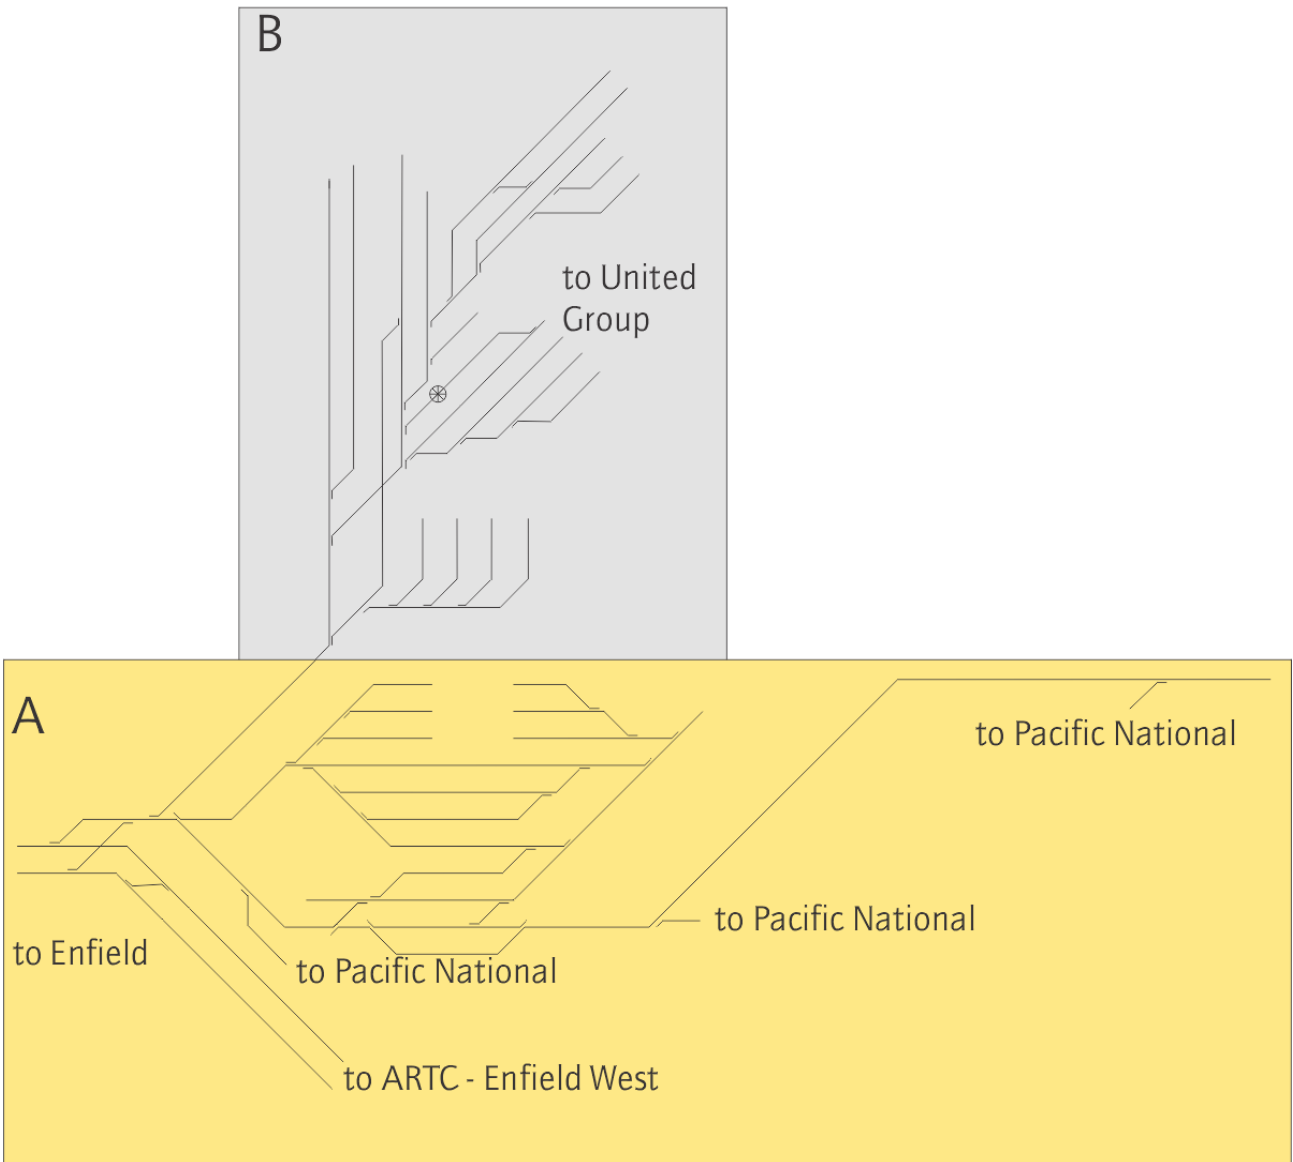 B
to United
Group
A
to Pacific National
to Pacific National
to Enfield
to Pacific National
to ARTC - Enfield West